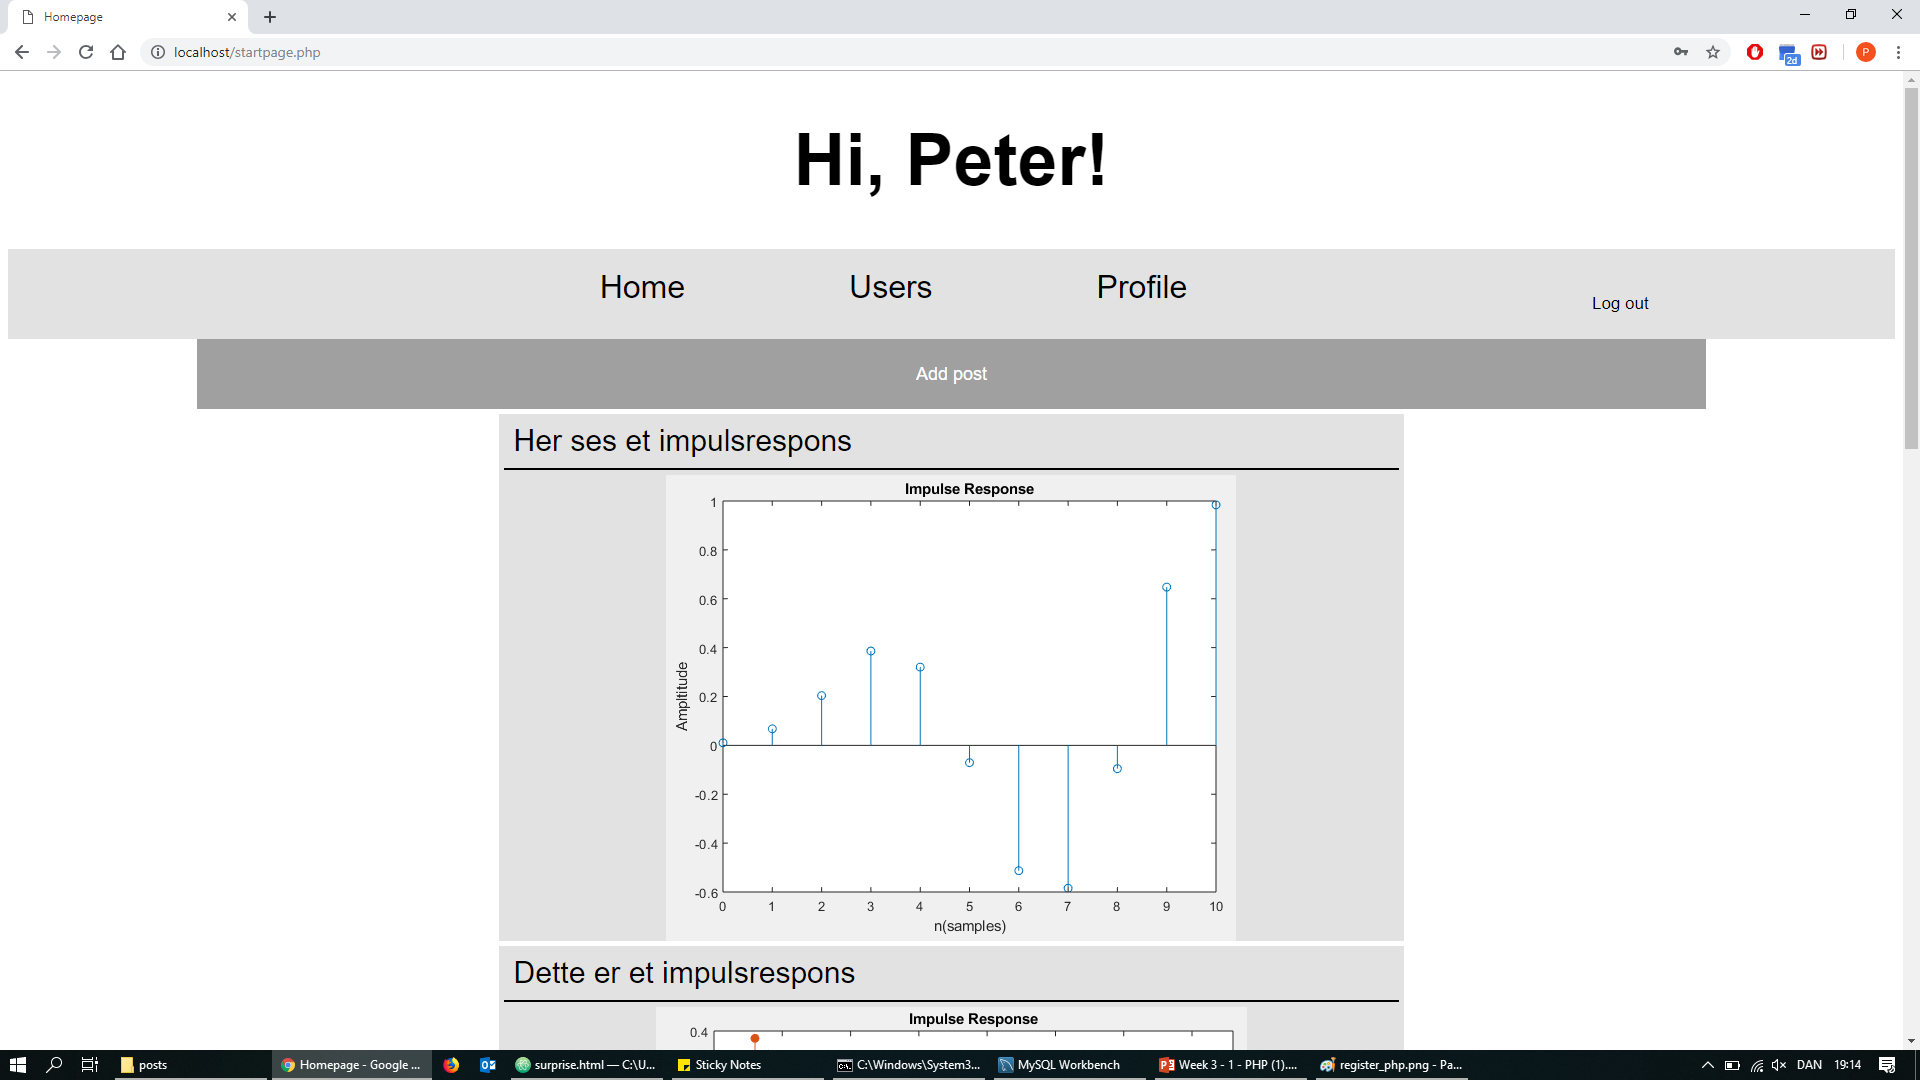 Homepage
localhost/startpage.php
2d
P
Hi, Peter!
Home Users Profile Log out
Add post
Her ses et impulsrespons
Impulse Response
1
0.8
0.6
0.4
0.2
0
-0.2
-0.4
-0.6
Ampltitude
0 1 2 3 4 5 6 7 8 9 10
n(samples)
Dette er et impulsrespons
Impulse Response
0.4
posts Homepage - Google ... surprise.html — C:\U... Sticky Notes C:\Windows\System3... MySQL Workbench Week 3 - 1 - PHP (1).... register_php.png - Pa... DAN 19:14